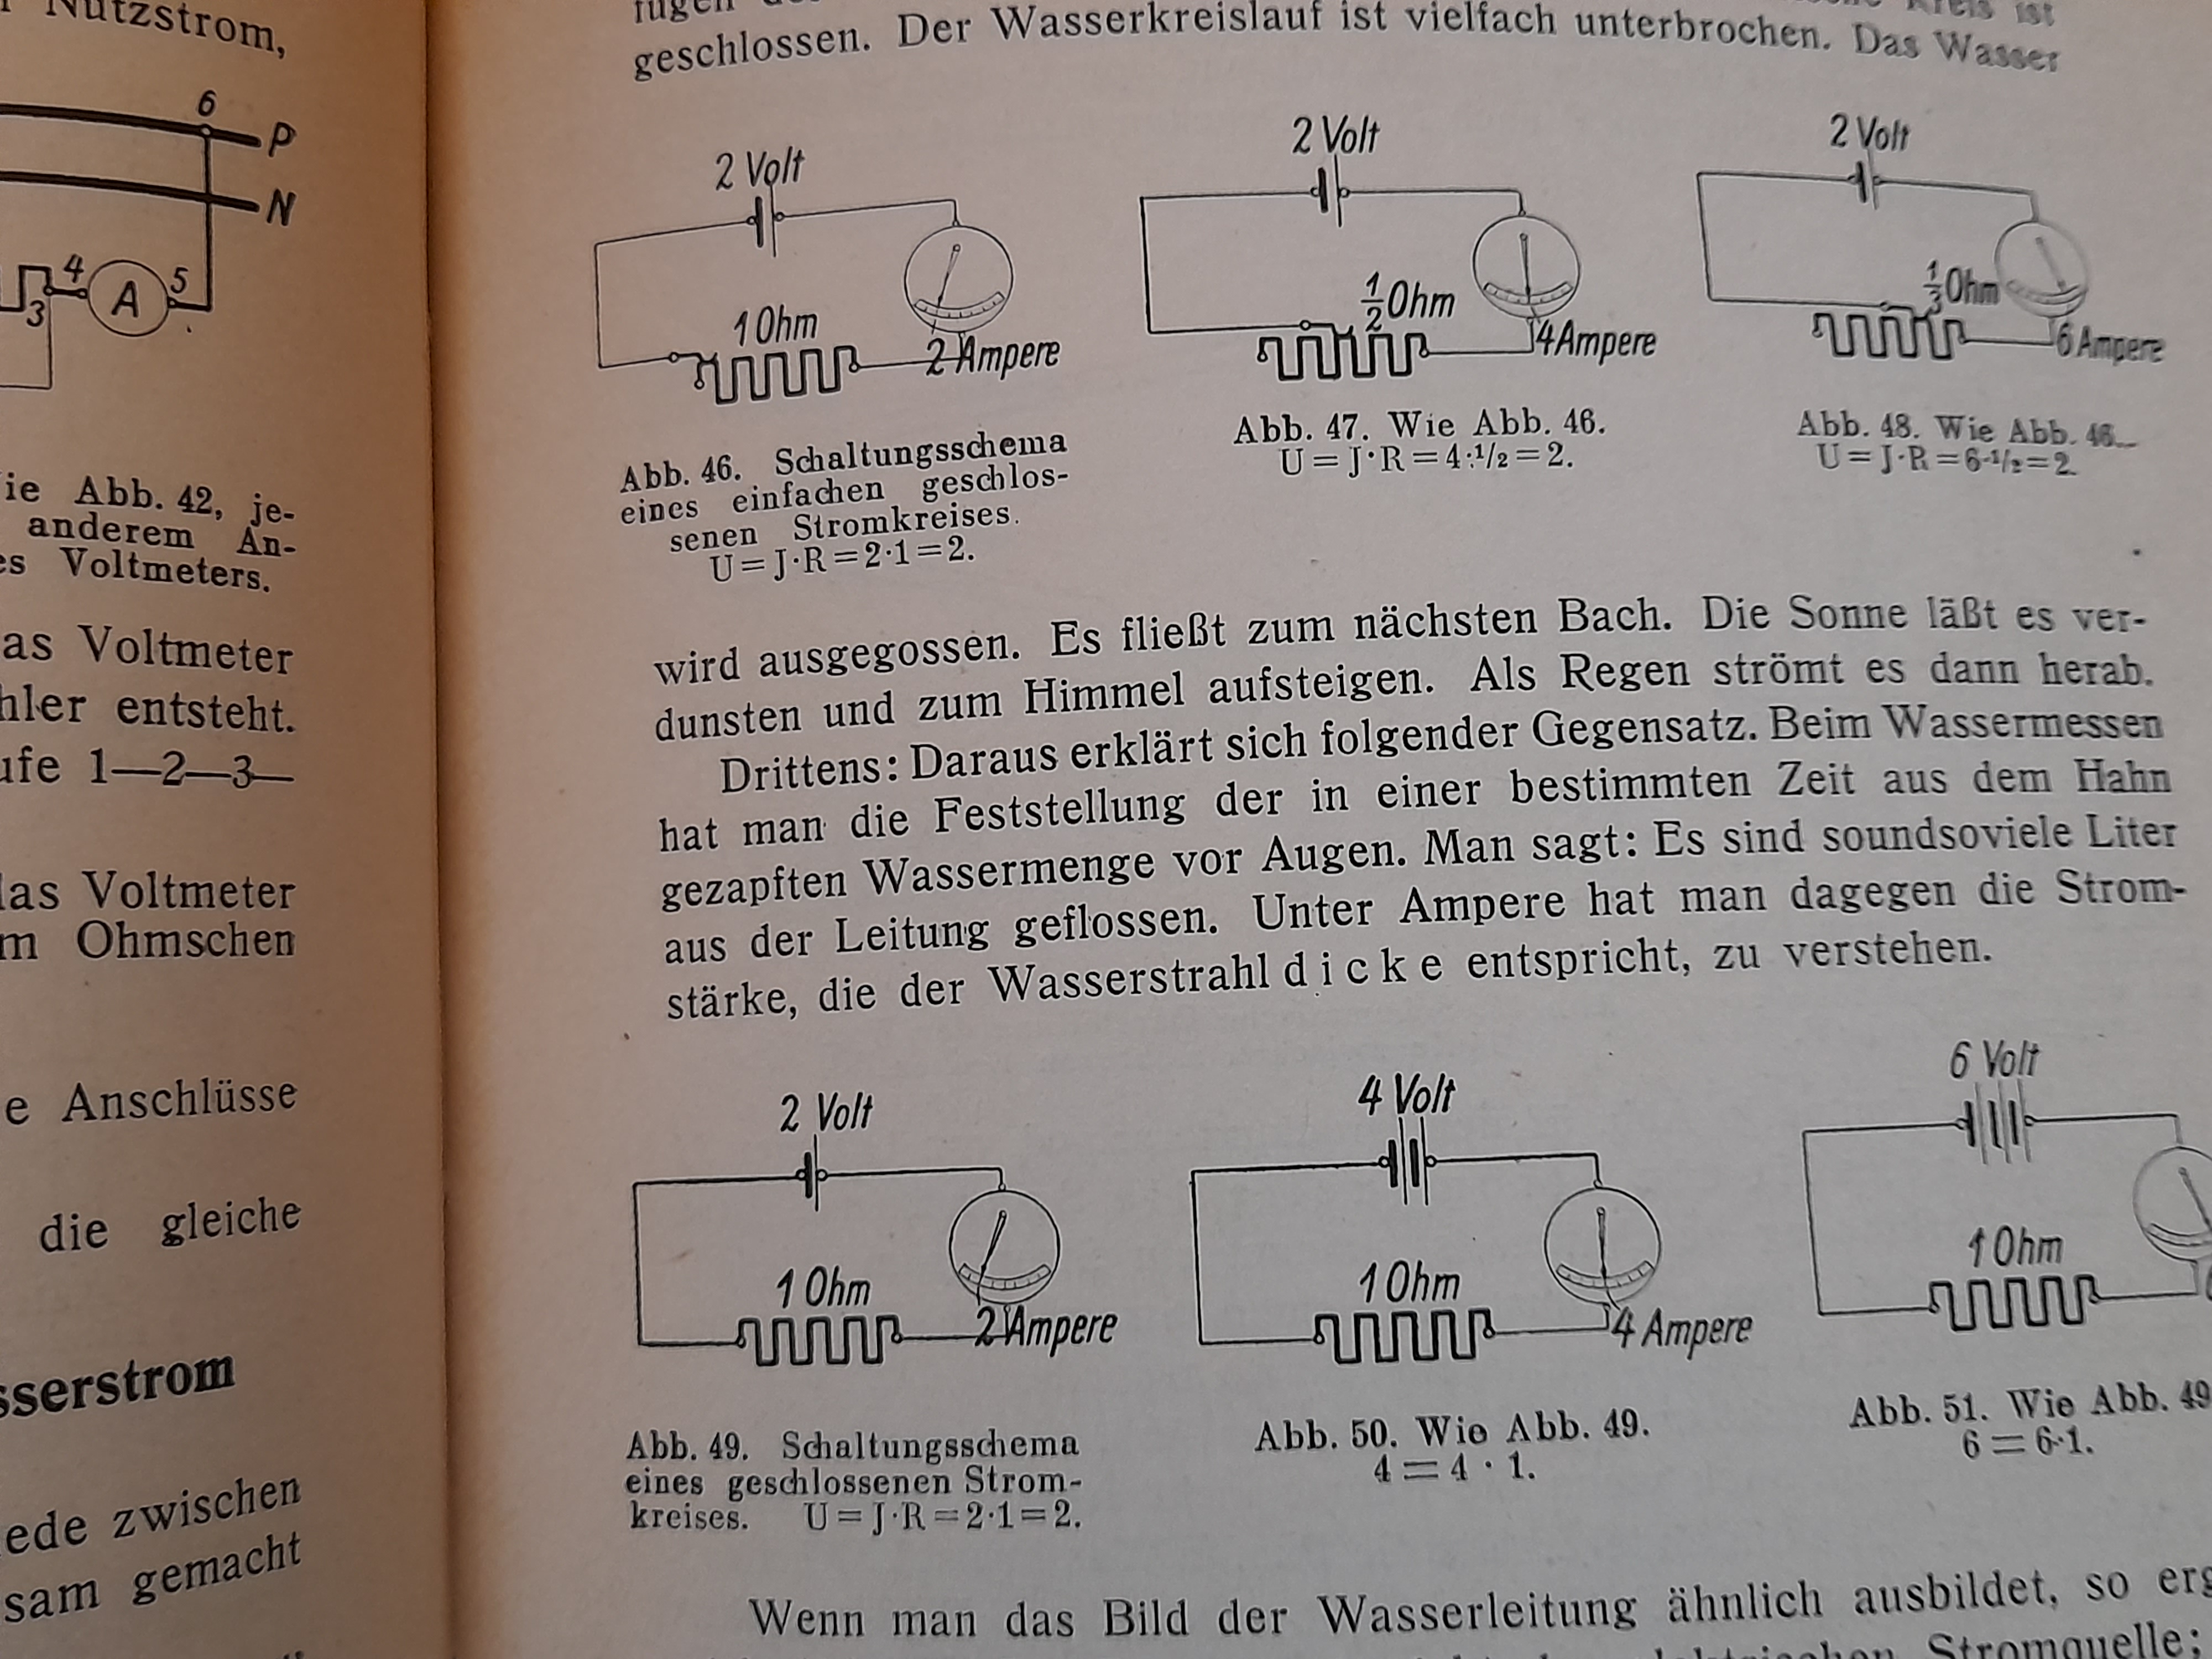 Nutzstrom,
6
P
N
4
A
5
3
ie Abb. 42, je-
anderem An-
es Voltmeters.
as Voltmeter
hler entsteht.
ufe 1—2—3—
das Voltmeter
m Ohmschen
e Anschlüsse
die gleiche
sserstrom
ede zwischen
sam gemacht
fügen
Kreis ist
geschlossen. Der Wasserkreislauf ist vielfach unterbrochen. Das Wasser
2 Volt
1 Ohm
2 Ampere
2 Volt
1/2 Ohm
4 Ampere
2 Volt
1/3 Ohm
6 Ampere
Abb. 46. Schaltungsschema
eines einfachen geschlos-
senen Stromkreises.
U = J·R = 2·1 = 2.
Abb. 47. Wie Abb. 46.
U = J·R = 4·1/2 = 2.
Abb. 48. Wie Abb. 46.
U = J·R = 6·1/2 = 2.
wird ausgegossen. Es fließt zum nächsten Bach. Die Sonne läßt es ver-
dunsten und zum Himmel aufsteigen. Als Regen strömt es dann herab.
Drittens: Daraus erklärt sich folgender Gegensatz. Beim Wassermessen
hat man die Feststellung der in einer bestimmten Zeit aus dem Hahn
gezapften Wassermenge vor Augen. Man sagt: Es sind soundsoviele Liter
aus der Leitung geflossen. Unter Ampere hat man dagegen die Strom-
stärke, die der Wasserstrahl dicke entspricht, zu verstehen.
2 Volt
1 Ohm
2 Ampere
4 Volt
1 Ohm
4 Ampere
6 Volt
1 Ohm
Abb. 49. Schaltungsschema
eines geschlossenen Strom-
kreises. U = J·R = 2·1 = 2.
Abb. 50. Wie Abb. 49.
4 = 4 · 1.
Abb. 51. Wie Abb. 49
6 = 6·1.
Wenn man das Bild der Wasserleitung ähnlich ausbildet, so erg
Stromquelle: